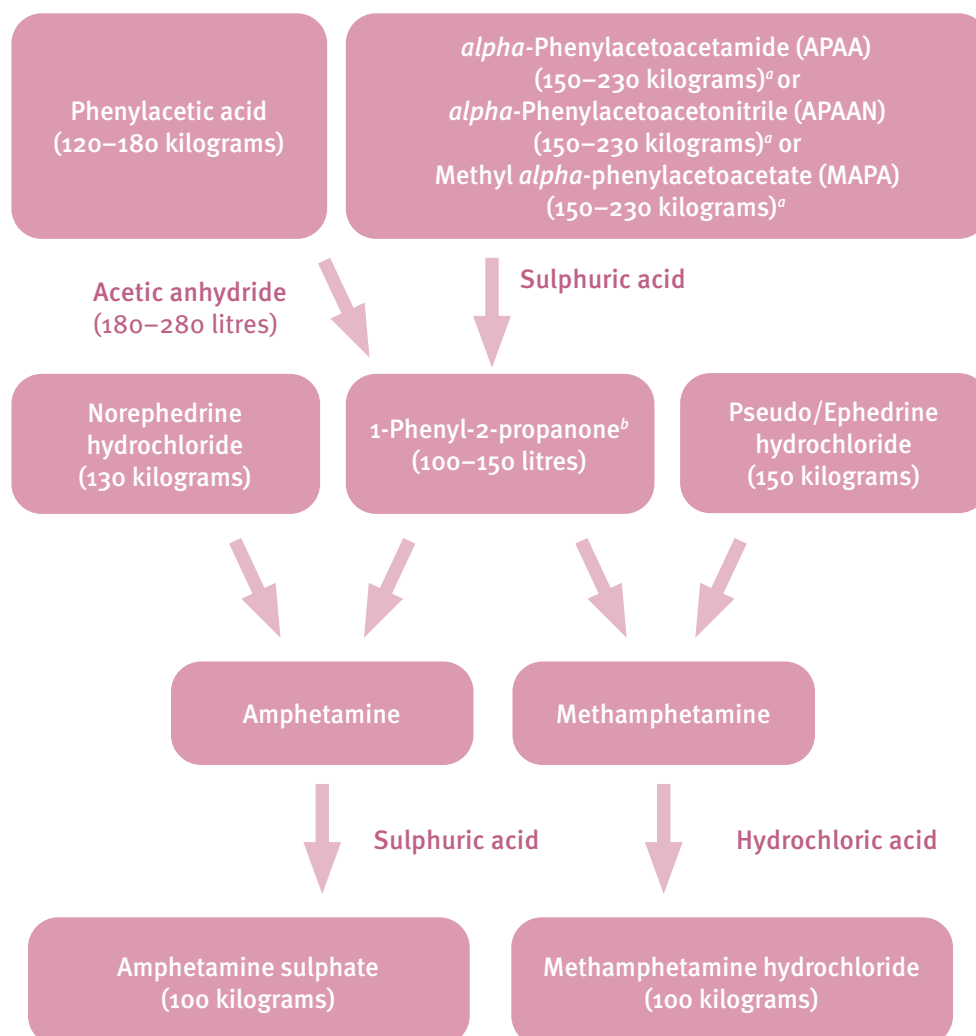 Phenylacetic acid
(120–180 kilograms)
alpha-Phenylacetoacetamide (APAA)
(150–230 kilograms)ᵃ or
alpha-Phenylacetoacetonitrile (APAAN)
(150–230 kilograms)ᵃ or
Methyl alpha-phenylacetoacetate (MAPA)
(150–230 kilograms)ᵃ
Acetic anhydride
(180–280 litres)
Sulphuric acid
Norephedrine
hydrochloride
(130 kilograms)
1-Phenyl-2-propanoneᵇ
(100–150 litres)
Pseudo/Ephedrine
hydrochloride
(150 kilograms)
Amphetamine
Methamphetamine
Sulphuric acid
Hydrochloric acid
Amphetamine sulphate
(100 kilograms)
Methamphetamine hydrochloride
(100 kilograms)